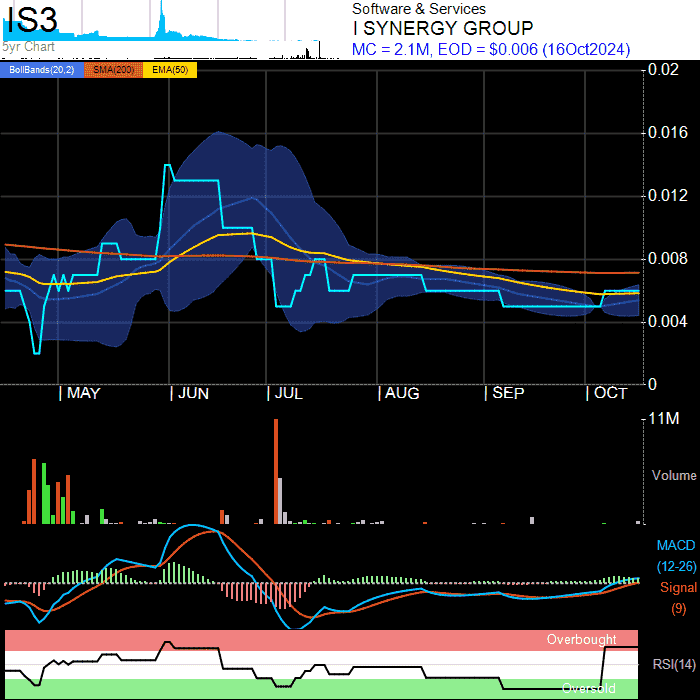 IS3
5yr Chart
Software & Services
I SYNERGY GROUP
MC = 2.1M, EOD = $0.006 (16Oct2024)
BollBands(20,2) SMA(200) EMA(50)
0.02
0.016
0.012
0.008
0.004
0
MAY JUN JUL AUG SEP OCT
11M
Volume
MACD
(12-26)
Signal
(9)
Overbought
RSI(14)
Oversold